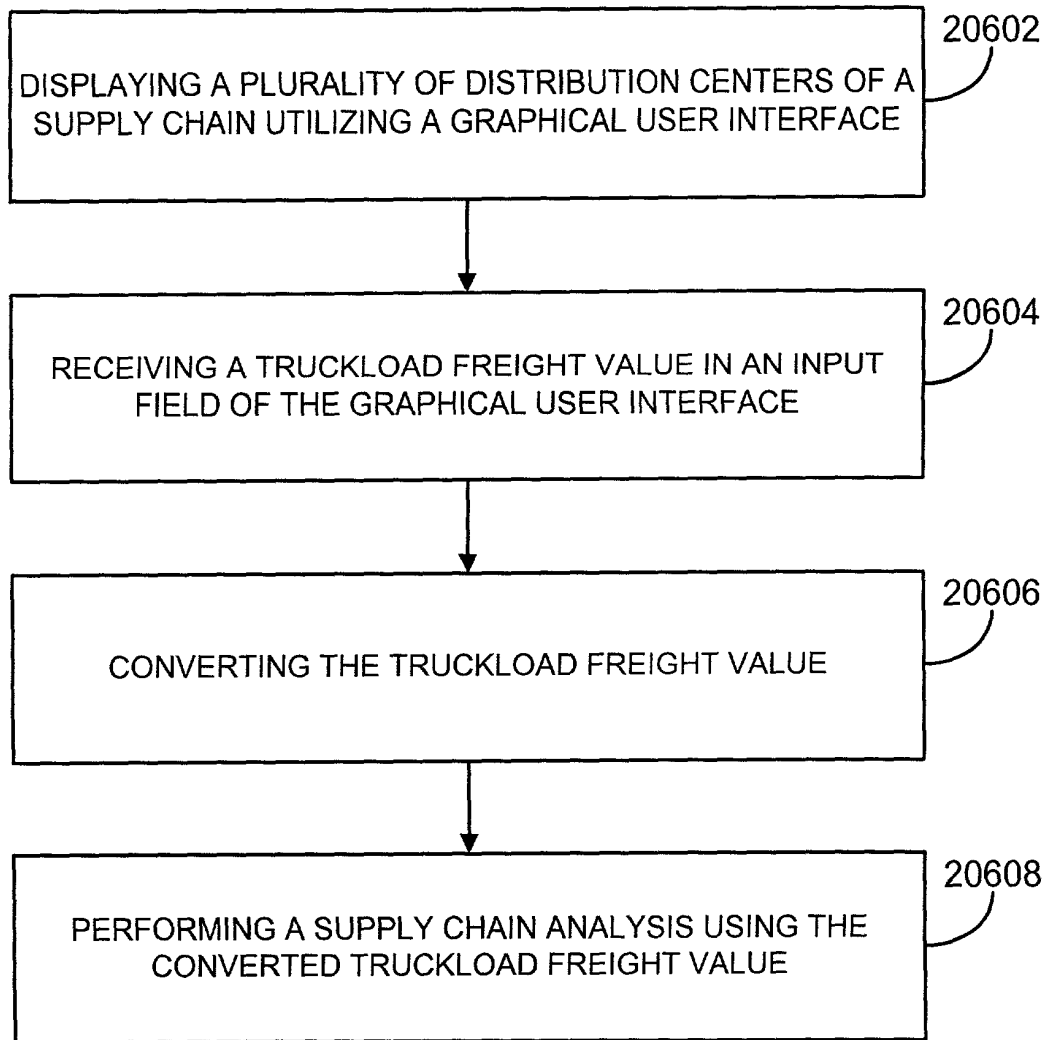 20602
DISPLAYING A PLURALITY OF DISTRIBUTION CENTERS OF A
SUPPLY CHAIN UTILIZING A GRAPHICAL USER INTERFACE
20604
RECEIVING A TRUCKLOAD FREIGHT VALUE IN AN INPUT
FIELD OF THE GRAPHICAL USER INTERFACE
20606
CONVERTING THE TRUCKLOAD FREIGHT VALUE
20608
PERFORMING A SUPPLY CHAIN ANALYSIS USING THE
CONVERTED TRUCKLOAD FREIGHT VALUE